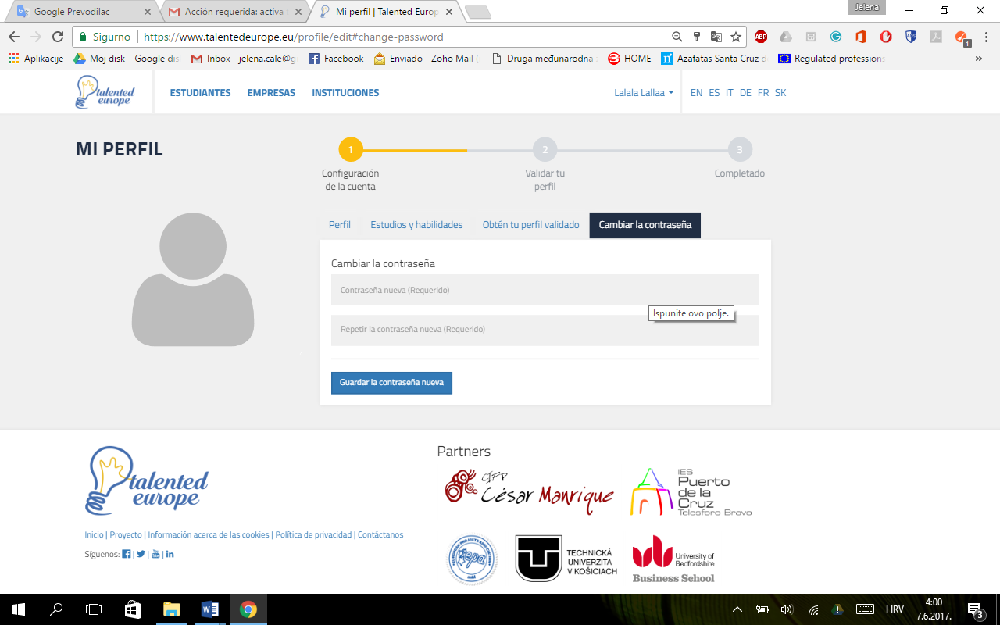 Google Prevodilac
Acción requerida: activa
Mi perfil | Talented Europ
Jelena
Sigurno
https://www.talentedeurope.eu/profile/edit#change-password
ABP
1
Aplikacije
Moj disk – Google dis
Inbox - jelena.cale@g
Facebook
Enviado - Zoho Mail (
Druga međunarodna
HOME
Azafatas Santa Cruz d
Regulated professions
»
talented
europe
ESTUDIANTES
EMPRESAS
INSTITUCIONES
Lalala Lallaa
EN ES IT DE FR SK
MI PERFIL
1
2
3
Configuración
de la cuenta
Validar tu
perfil
Completado
Perfil
Estudios y habilidades
Obtén tu perfil validado
Cambiar la contraseña
Cambiar la contraseña
Contraseña nueva (Requerido)
Ispunite ovo polje.
Repetir la contraseña nueva (Requerido)
Guardar la contraseña nueva
talented
europe
Inicio | Proyecto | Información acerca de las cookies | Política de privacidad | Contáctanos
Síguenos: | | |
Partners
CIFP
César Manrique
IES
Puerto
de la
Cruz
Telesforo Bravo
epa
TECHNICKÁ
UNIVERZITA
V KOŠICIACH
University of
Bedfordshire
Business School
HRV
4:00
7.6.2017.
3